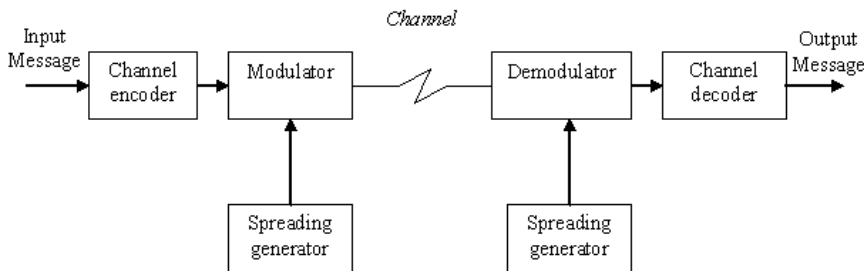 Channel
Input
Message
Channel
encoder
Modulator
Demodulator
Channel
decoder
Output
Message
Spreading
generator
Spreading
generator